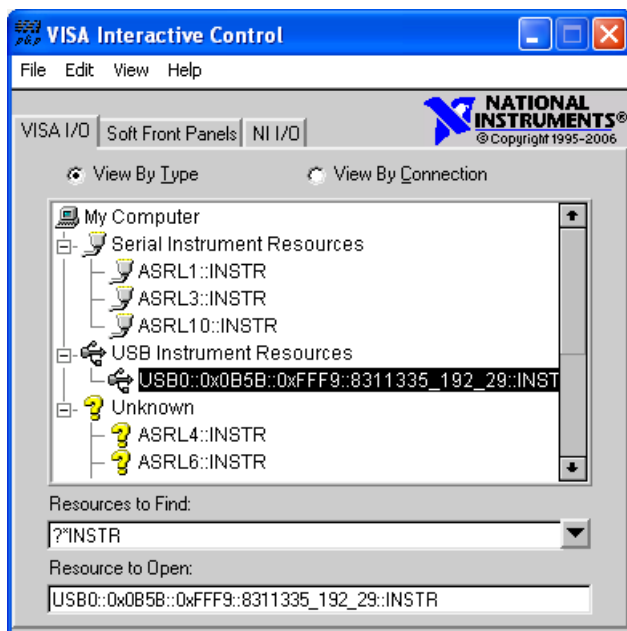 VISA Interactive Control
File Edit View Help
NATIONAL
INSTRUMENTS®
© Copyright 1995-2006
VISA I/O Soft Front Panels NI I/O
View By Type View By Connection
My Computer
Serial Instrument Resources
ASRL1::INSTR
ASRL3::INSTR
ASRL10::INSTR
USB Instrument Resources
USB0::0x0B5B::0xFFF9::8311335_192_29::INST
Unknown
ASRL4::INSTR
ASRL6::INSTR
Resources to Find:
?*INSTR
Resource to Open:
USB0::0x0B5B::0xFFF9::8311335_192_29::INSTR